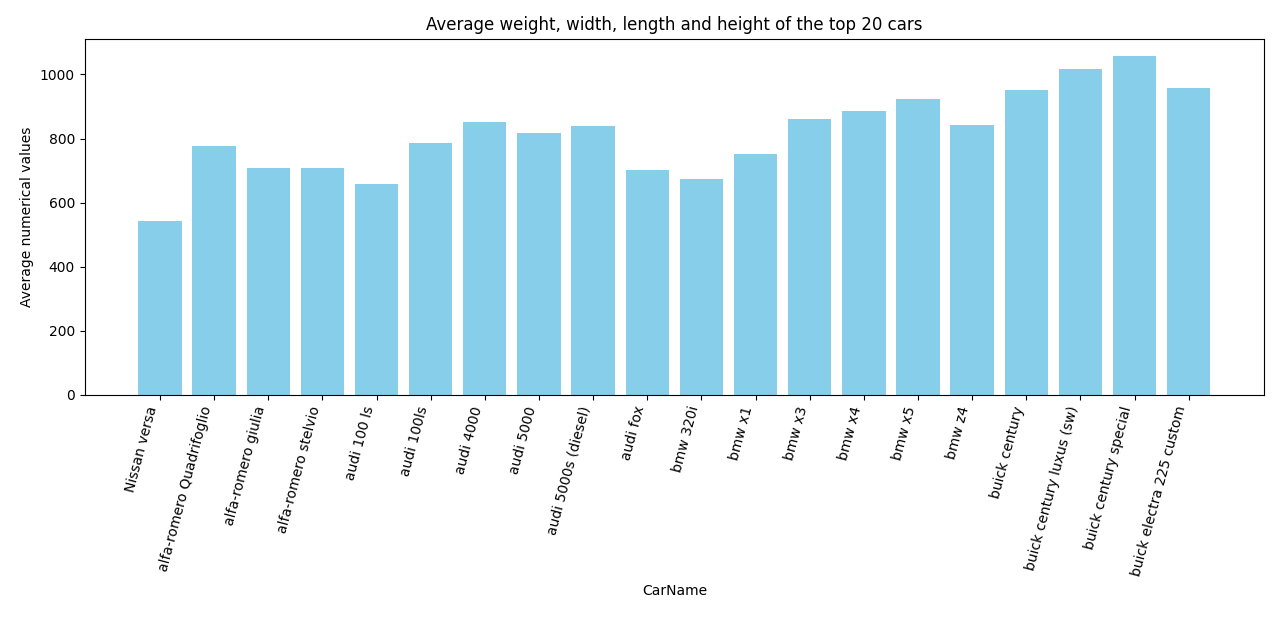 Average weight, width, length and height of the top 20 cars
Average numerical values
1000
800
600
400
200
0
Nissan versa
alfa-romero Quadrifoglio
alfa-romero giulia
alfa-romero stelvio
audi 100 ls
audi 100ls
audi 4000
audi 5000
audi 5000s (diesel)
audi fox
bmw 320i
bmw x1
bmw x3
bmw x4
bmw x5
bmw z4
buick century
buick century luxus (sw)
buick century special
buick electra 225 custom
CarName